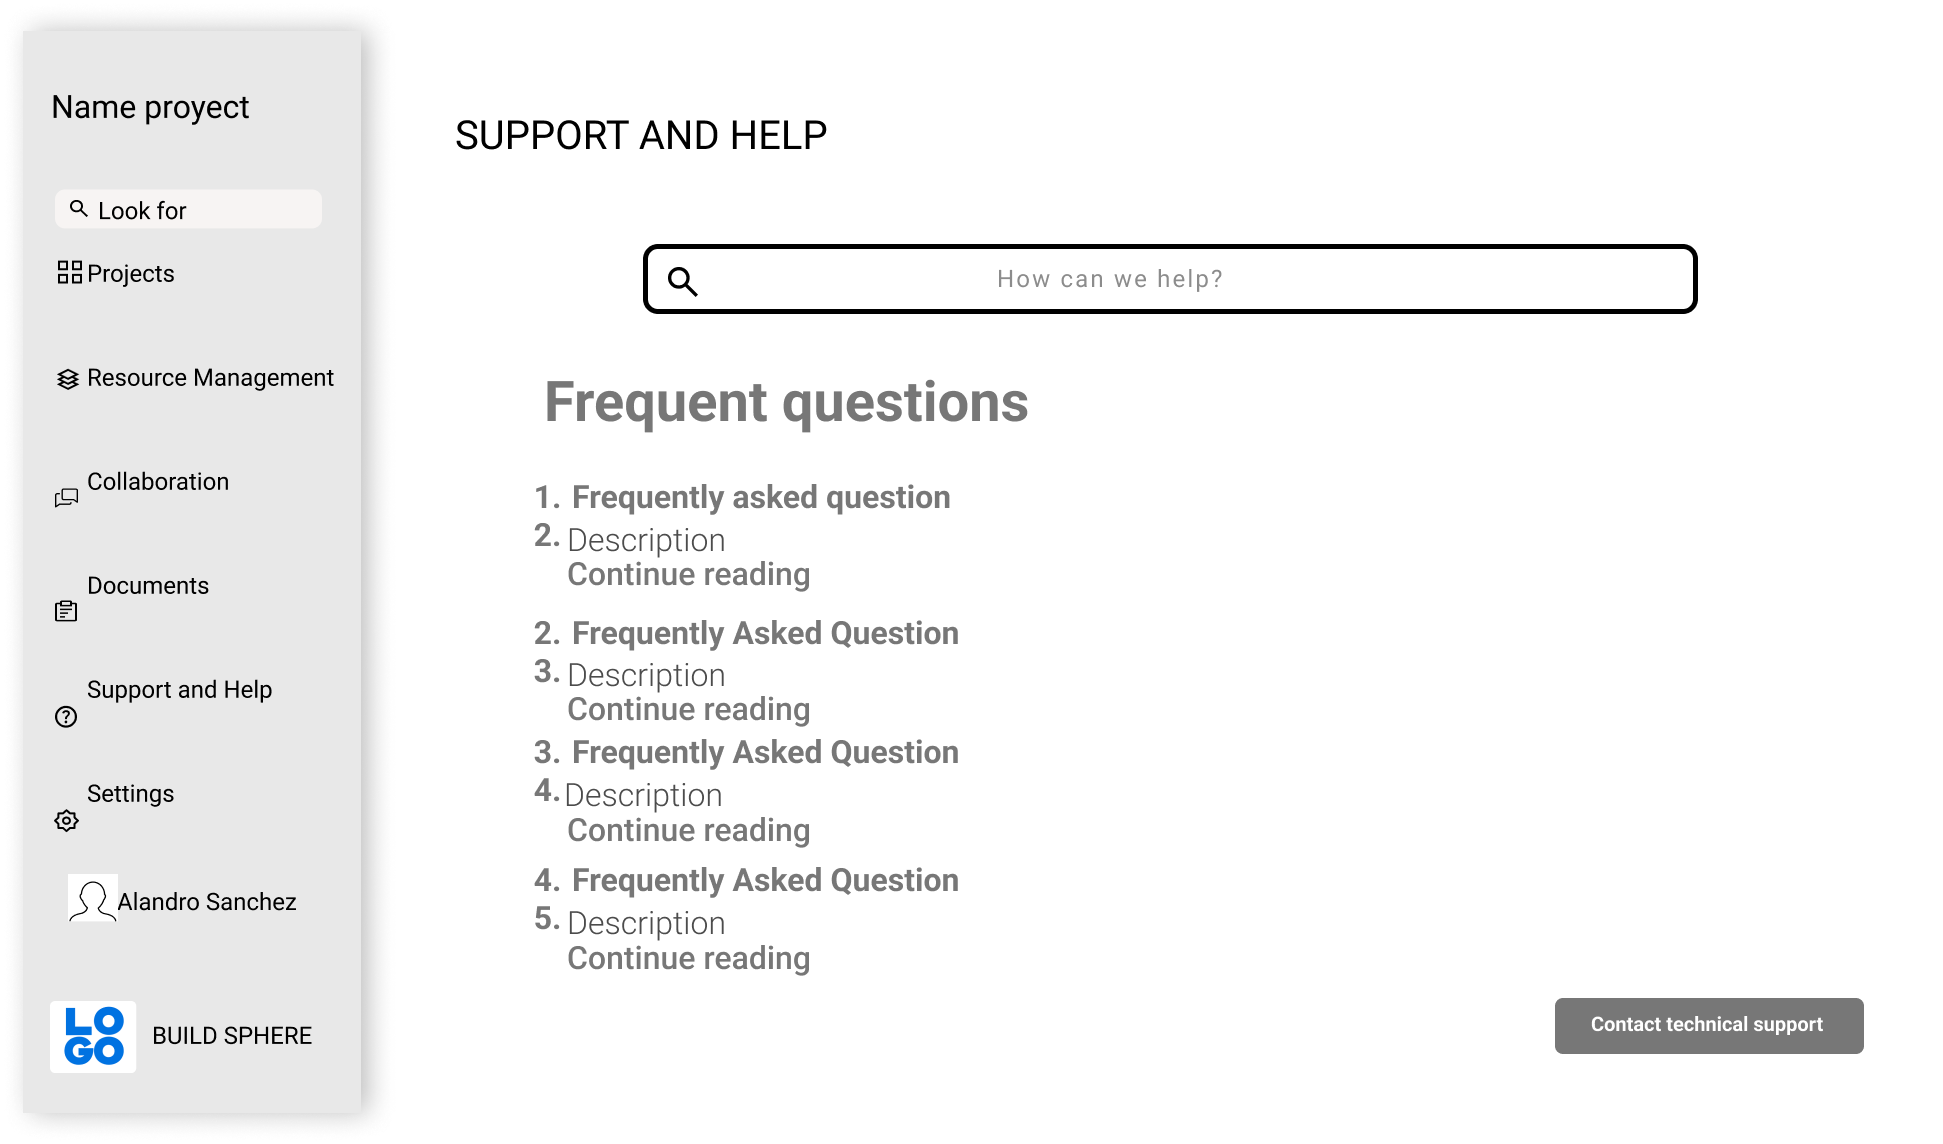 Name proyect
Look for
Projects
Resource Management
Collaboration
Documents
Support and Help
Settings
Alandro Sanchez
LO
GO
BUILD SPHERE
SUPPORT AND HELP
How can we help?
Frequent questions
1. Frequently asked question
2. Description
Continue reading
2. Frequently Asked Question
3. Description
Continue reading
3. Frequently Asked Question
4. Description
Continue reading
4. Frequently Asked Question
5. Description
Continue reading
Contact technical support